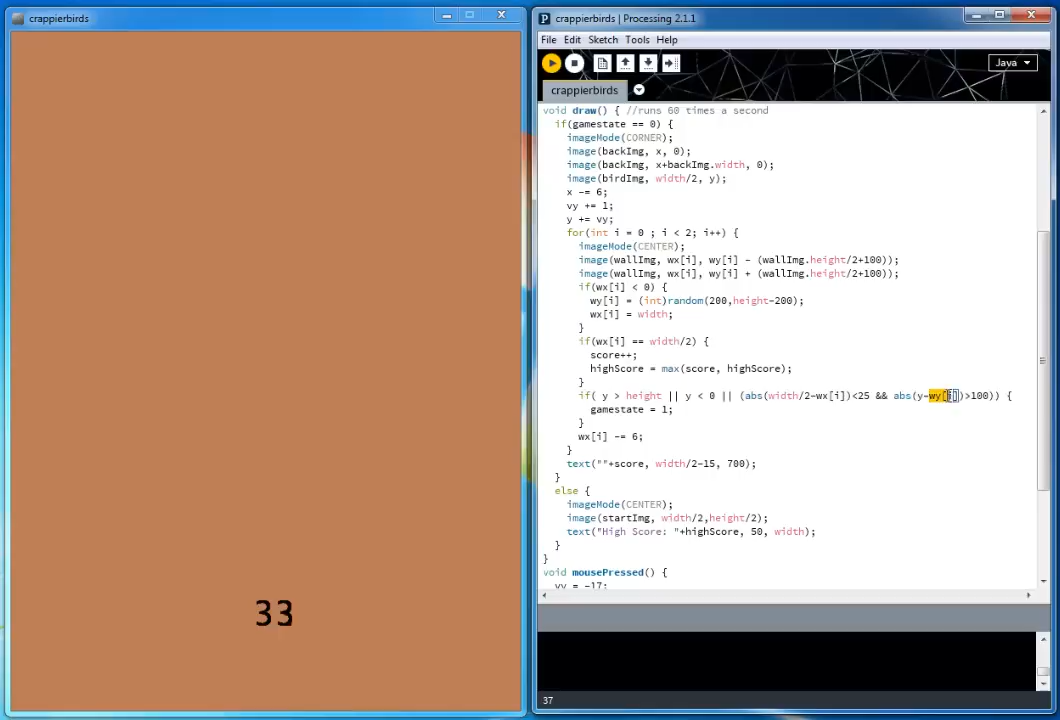 crappierbirds
33
crappierbirds | Processing 2.1.1
File Edit Sketch Tools Help
Java
crappierbirds
void draw() { //runs 60 times a second
if(gamestate == 0) {
imageMode(CORNER);
image(backImg, x, 0);
image(backImg, x+backImg.width, 0);
image(birdImg, width/2, y);
x -= 6;
vy += 1;
y += vy;
for(int i = 0 ; i < 2; i++) {
imageMode(CENTER);
image(wallImg, wx[i], wy[i] - (wallImg.height/2+100));
image(wallImg, wx[i], wy[i] + (wallImg.height/2+100));
if(wx[i] < 0) {
wy[i] = (int)random(200,height-200);
wx[i] = width;
}
if(wx[i] == width/2) {
score++;
highScore = max(score, highScore);
}
if( y > height || y < 0 || (abs(width/2-wx[i])<25 && abs(y-wy[i])>100)) {
gamestate = 1;
}
wx[i] -= 6;
}
text(""+score, width/2-15, 700);
}
else {
imageMode(CENTER);
image(startImg, width/2,height/2);
text("High Score: "+highScore, 50, width);
}
}
void mousePressed() {
vy = -17;
37